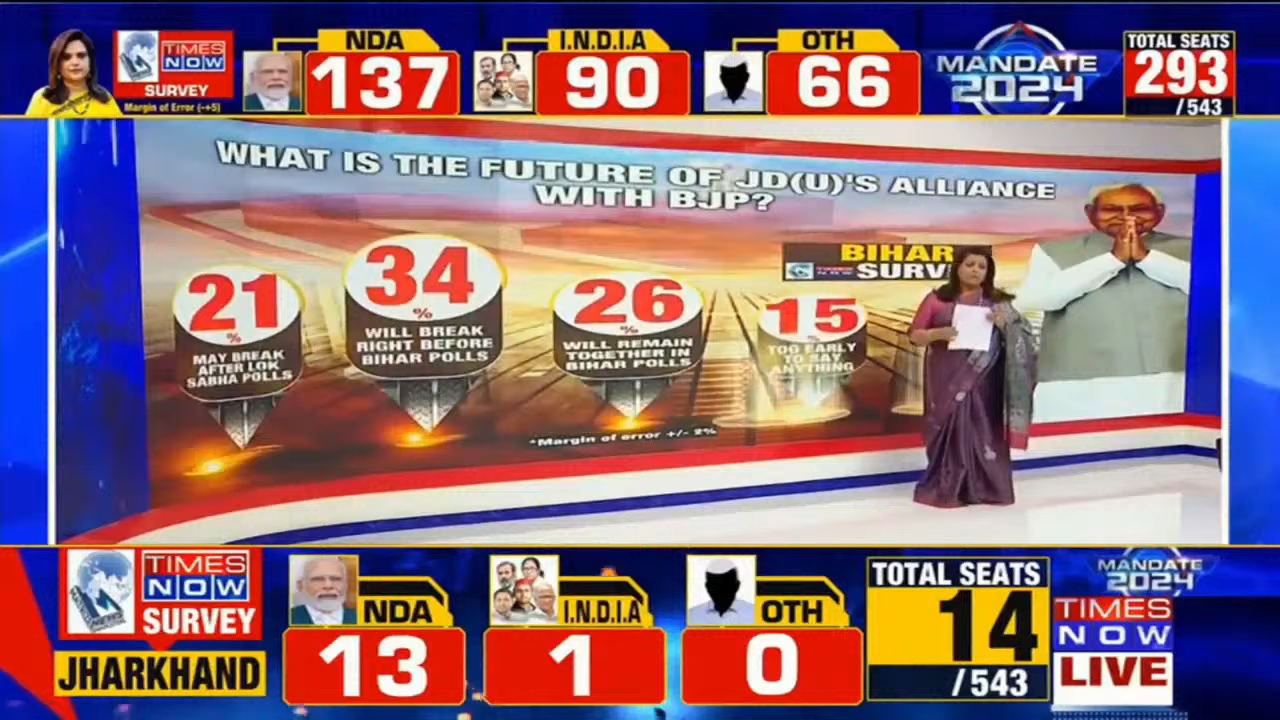 NDA
I.N.D.I.A
OTH
TIMES
NOW
SURVEY
Margin of Error (-+5)
137
90
66
MANDATE
2024
TOTAL SEATS
293
/543
WHAT IS THE FUTURE OF JD(U)'S ALLIANCE
WITH BJP?
BIHAR
SURV
21
%
MAY BREAK
AFTER LOK
SABHA POLLS
34
%
WILL BREAK
RIGHT BEFORE
BIHAR POLLS
26
%
WILL REMAIN
TOGETHER IN
BIHAR POLLS
15
%
TOO EARLY
TO SAY
ANYTHING
*Margin of error +/- 2%
TIMES
NOW
SURVEY
JHARKHAND
NDA
13
I.N.D.I.A
1
OTH
0
TOTAL SEATS
14
/543
MANDATE
2024
TIMES
NOW
LIVE